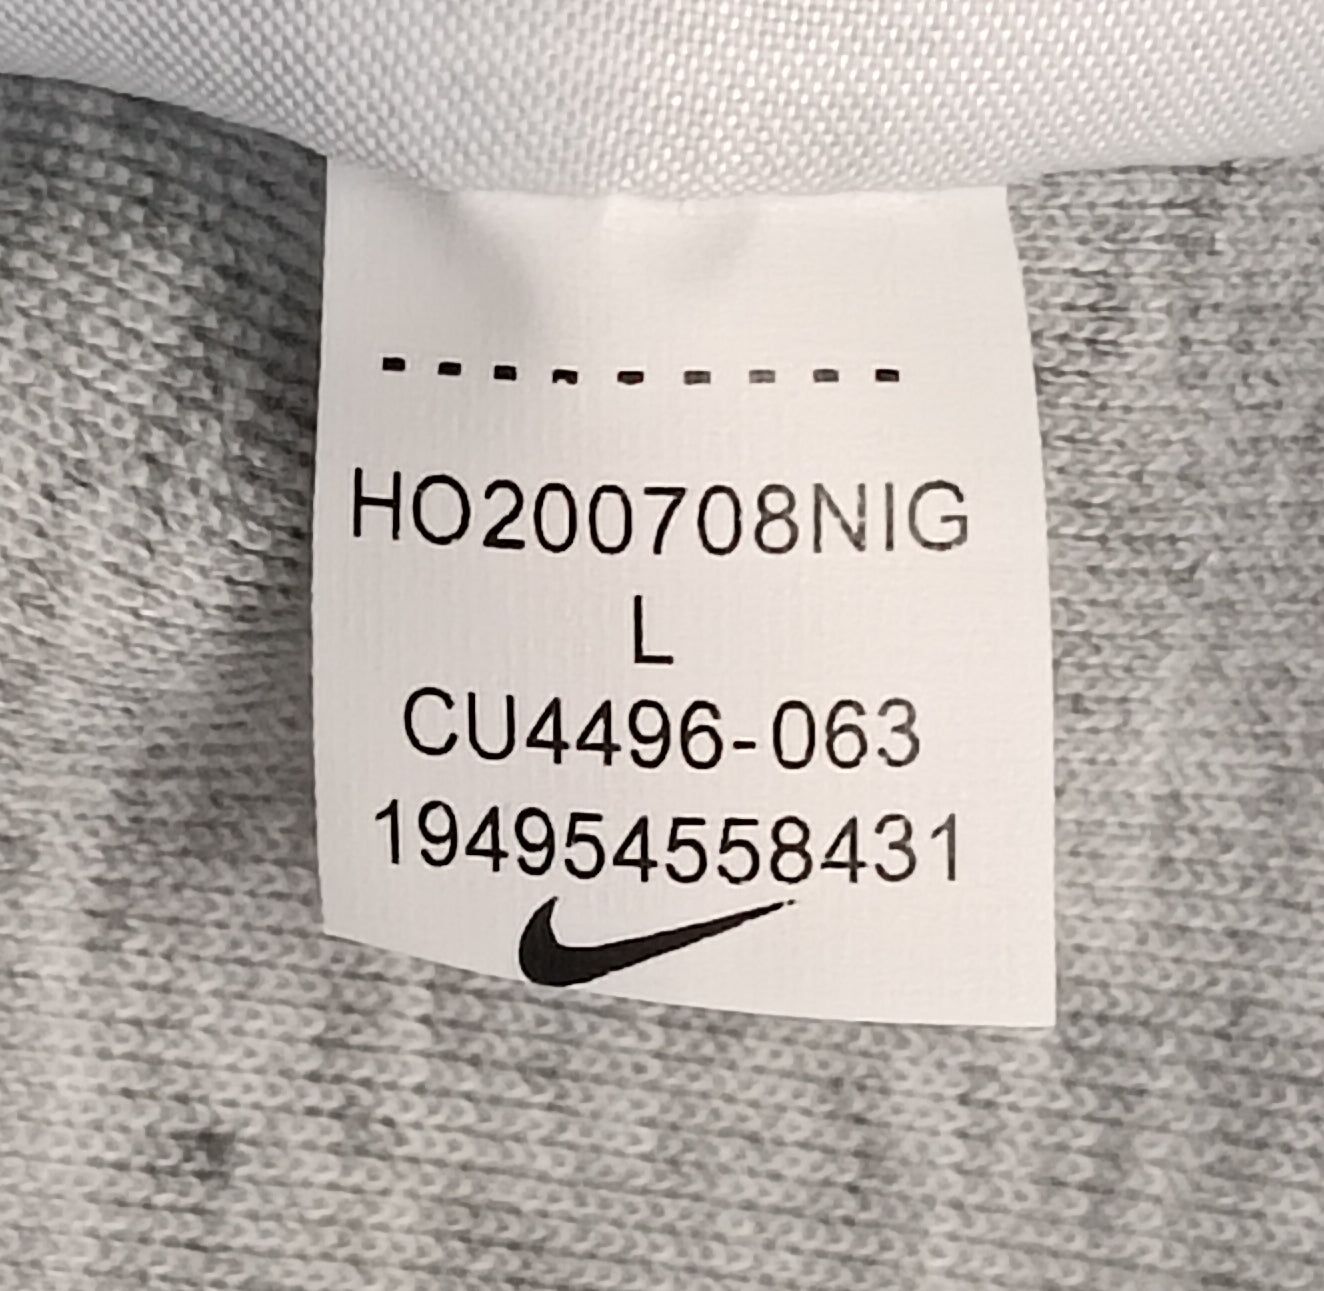 - - - - - - - - -
HO200708NIG
L
CU4496-063
194954558431